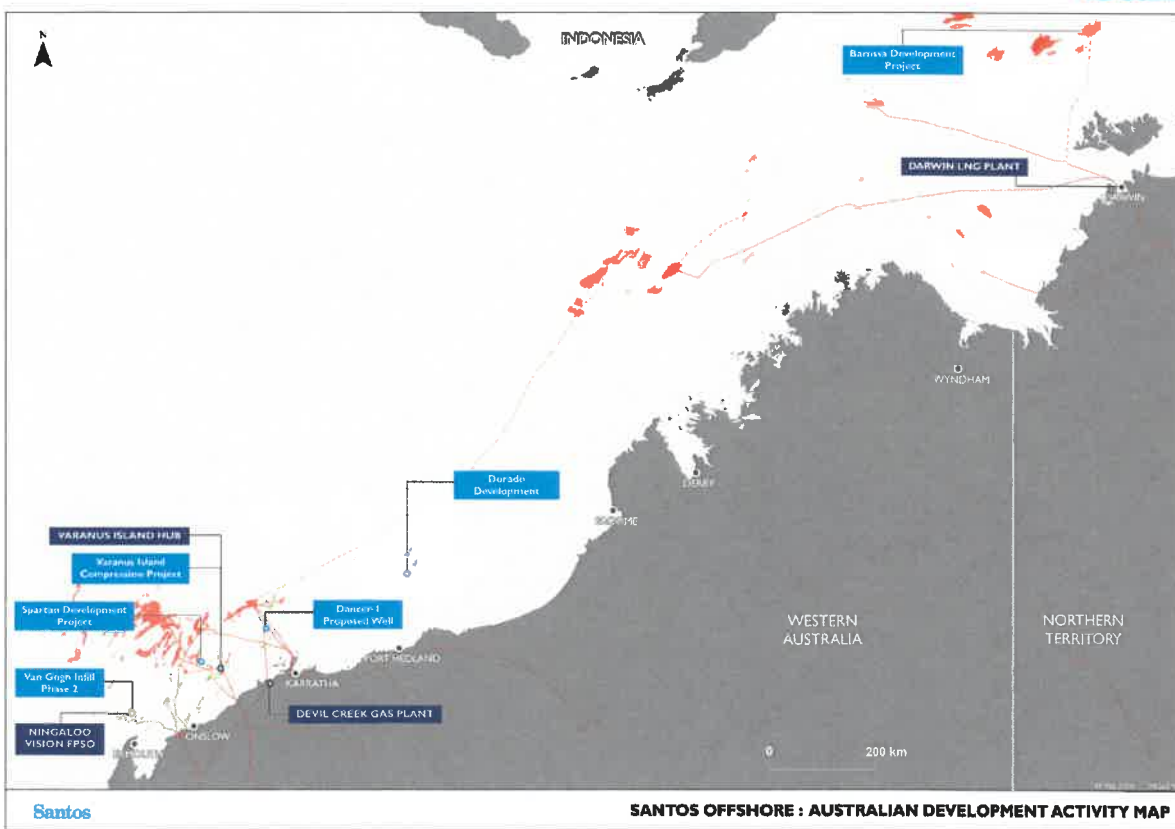 N
INDONESIA
Barossa Development
Project
DARWIN LNG PLANT
DARWIN
WYNDHAM
Dorado
Development
DERBY
BROOME
VARANUS ISLAND HUB
Varanus Island
Compression Project
Spartan Development
Project
Dancer-1
Proposed Well
WESTERN
AUSTRALIA
NORTHERN
TERRITORY
PORT HEDLAND
KARRATHA
Van Gogh Infill
Phase 2
DEVIL CREEK GAS PLANT
NINGALOO
VISION FPSO
ONSLOW
0 200 km
Santos
SANTOS OFFSHORE : AUSTRALIAN DEVELOPMENT ACTIVITY MAP